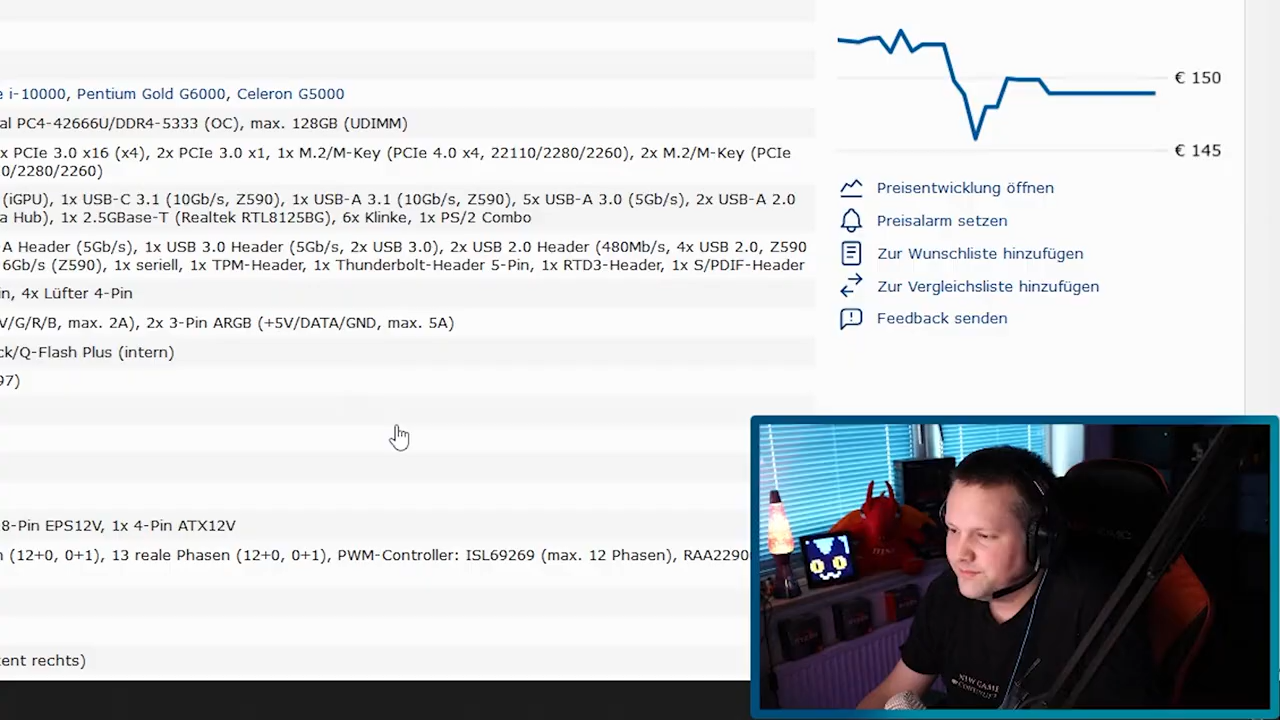 e i-10000, Pentium Gold G6000, Celeron G5000
al PC4-42666U/DDR4-5333 (OC), max. 128GB (UDIMM)
x PCIe 3.0 x16 (x4), 2x PCIe 3.0 x1, 1x M.2/M-Key (PCIe 4.0 x4, 22110/2280/2260), 2x M.2/M-Key (PCIe
0/2280/2260)
(iGPU), 1x USB-C 3.1 (10Gb/s, Z590), 1x USB-A 3.1 (10Gb/s, Z590), 5x USB-A 3.0 (5Gb/s), 2x USB-A 2.0
a Hub), 1x 2.5GBase-T (Realtek RTL8125BG), 6x Klinke, 1x PS/2 Combo
A Header (5Gb/s), 1x USB 3.0 Header (5Gb/s, 2x USB 3.0), 2x USB 2.0 Header (480Mb/s, 4x USB 2.0, Z590
6Gb/s (Z590), 1x seriell, 1x TPM-Header, 1x Thunderbolt-Header 5-Pin, 1x RTD3-Header, 1x S/PDIF-Header
in, 4x Lüfter 4-Pin
V/G/R/B, max. 2A), 2x 3-Pin ARGB (+5V/DATA/GND, max. 5A)
ck/Q-Flash Plus (intern)
97)
8-Pin EPS12V, 1x 4-Pin ATX12V
n (12+0, 0+1), 13 reale Phasen (12+0, 0+1), PWM-Controller: ISL69269 (max. 12 Phasen), RAA2290
ent rechts)
€ 150
€ 145
Preisentwicklung öffnen
Preisalarm setzen
Zur Wunschliste hinzufügen
Zur Vergleichsliste hinzufügen
Feedback senden
NEW GAME
CONTINUE